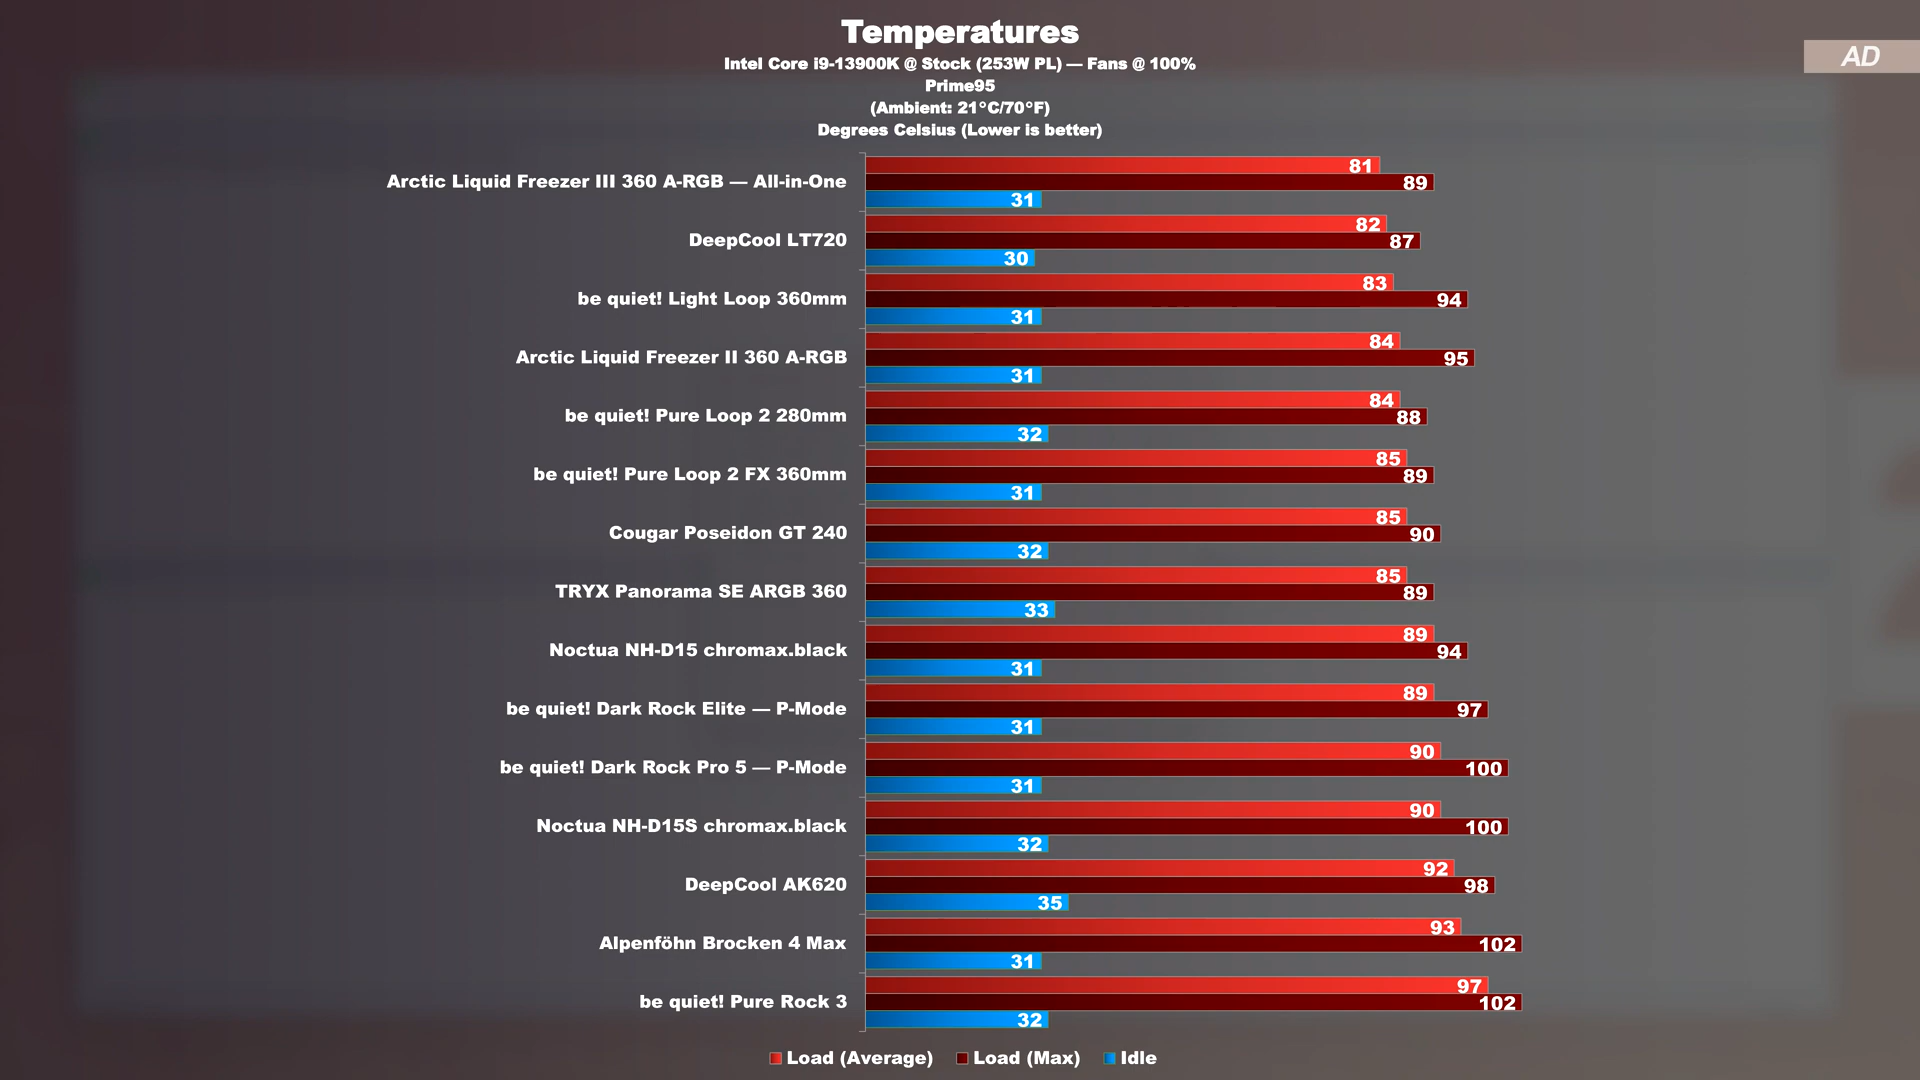 Temperatures
AD
Intel Core i9-13900K @ Stock (253W PL) — Fans @ 100%
Prime95
(Ambient: 21°C/70°F)
Degrees Celsius (Lower is better)
Arctic Liquid Freezer III 360 A-RGB — All-in-One 81 89 31
DeepCool LT720 82 87 30
be quiet! Light Loop 360mm 83 94 31
Arctic Liquid Freezer II 360 A-RGB 84 95 31
be quiet! Pure Loop 2 280mm 84 88 32
be quiet! Pure Loop 2 FX 360mm 85 89 31
Cougar Poseidon GT 240 85 90 32
TRYX Panorama SE ARGB 360 85 89 33
Noctua NH-D15 chromax.black 89 94 31
be quiet! Dark Rock Elite — P-Mode 89 97 31
be quiet! Dark Rock Pro 5 — P-Mode 90 100 31
Noctua NH-D15S chromax.black 90 100 32
DeepCool AK620 92 98 35
Alpenföhn Brocken 4 Max 93 102 31
be quiet! Pure Rock 3 97 102 32
Load (Average) Load (Max) Idle